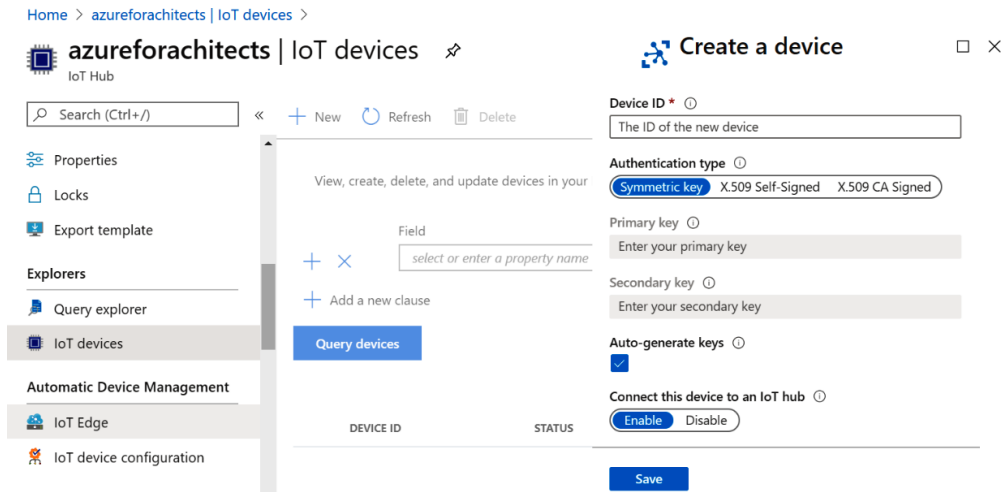 Home > azureforachitects | IoT devices >
azureforachitects | IoT devices
IoT Hub
Search (Ctrl+/)
«
Properties
Locks
Export template
Explorers
Query explorer
IoT devices
Automatic Device Management
IoT Edge
IoT device configuration
New
Refresh
Delete
View, create, delete, and update devices in your
Field
select or enter a property name
Add a new clause
Query devices
DEVICE ID
STATUS
Create a device
Device ID *
The ID of the new device
Authentication type
Symmetric key X.509 Self-Signed X.509 CA Signed
Primary key
Enter your primary key
Secondary key
Enter your secondary key
Auto-generate keys
Connect this device to an IoT hub
Enable Disable
Save